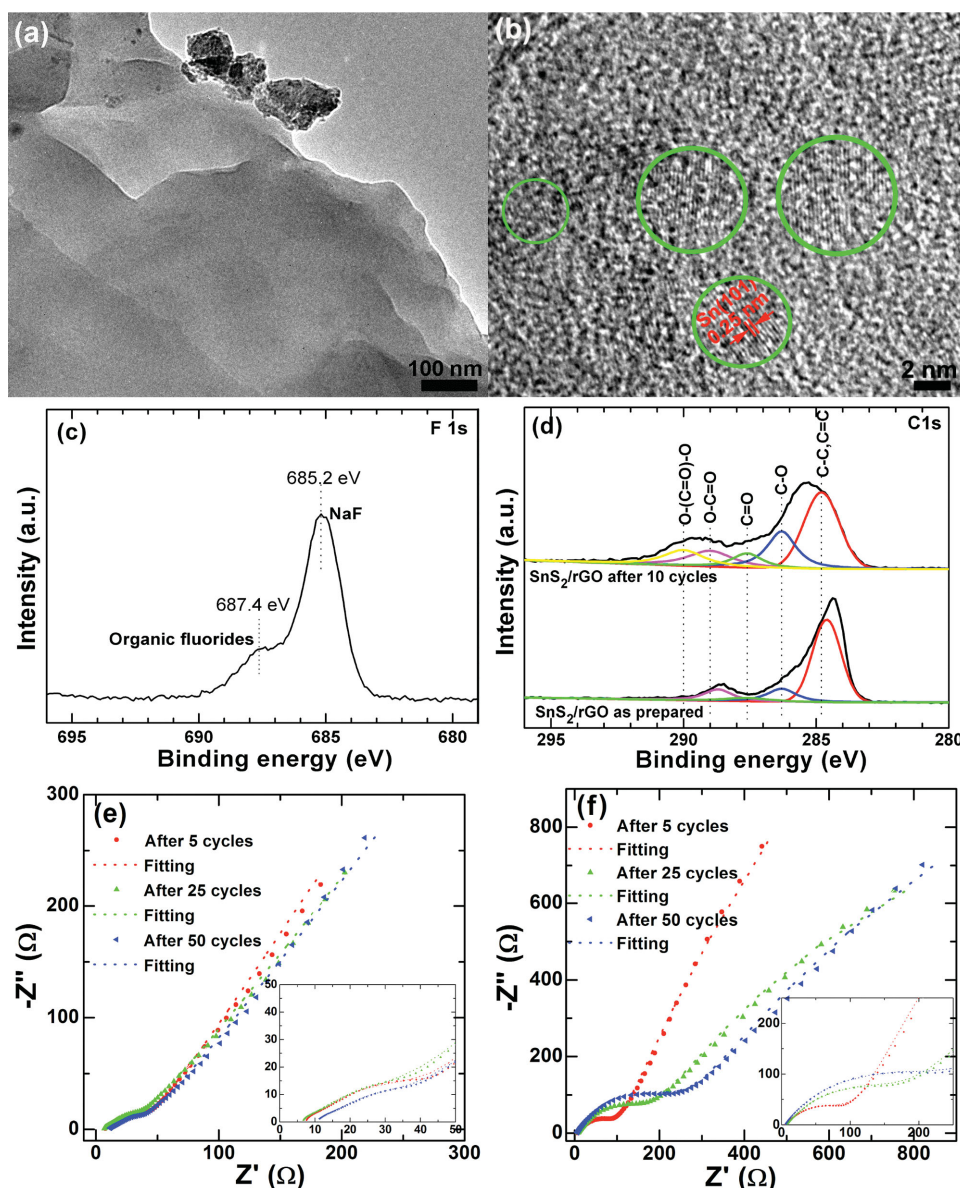 (a)
100 nm
(b)
Sn(101)
0.25 nm
2 nm
(c)
F 1s
685.2 eV
NaF
687.4 eV
Organic fluorides
Intensity (a.u.)
695
690
685
680
Binding energy (eV)
(d)
C1s
O-(C=O)-O
O-C=O
C=O
C-O
C-C,C=C
SnS2/rGO after 10 cycles
SnS2/rGO as prepared
Intensity (a.u.)
295
290
285
280
Binding energy (eV)
(e)
After 5 cycles
Fitting
After 25 cycles
Fitting
After 50 cycles
Fitting
-Z'' (Ω)
300
200
100
0
0 100 200 300
Z' (Ω)
50
40
30
20
10
0
0 10 20 30 40 50
(f)
After 5 cycles
Fitting
After 25 cycles
Fitting
After 50 cycles
Fitting
-Z'' (Ω)
800
600
400
200
0
0 200 400 600 800
Z' (Ω)
200
100
0
0 100 200